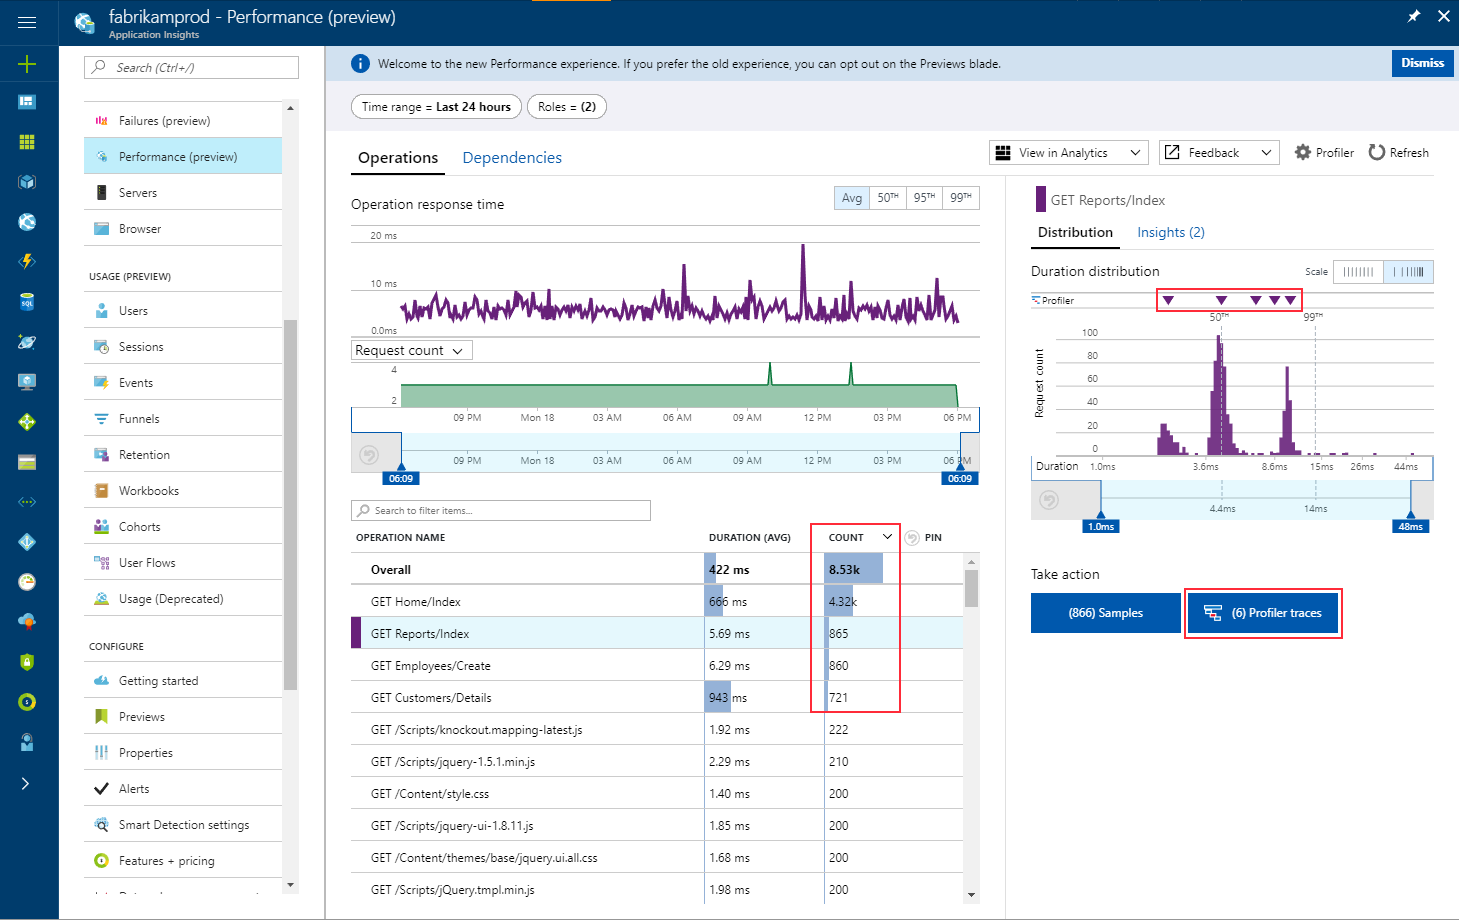 fabrikamprod - Performance (preview)
Application Insights
Search (Ctrl+/)
Failures (preview)
Performance (preview)
Servers
Browser
USAGE (PREVIEW)
Users
Sessions
Events
Funnels
Retention
Workbooks
Cohorts
User Flows
Usage (Deprecated)
CONFIGURE
Getting started
Previews
Properties
Alerts
Smart Detection settings
Features + pricing
SQL
Welcome to the new Performance experience. If you prefer the old experience, you can opt out on the Previews blade.
Dismiss
Time range = Last 24 hours
Roles = (2)
Operations
Dependencies
View in Analytics
Feedback
Profiler
Refresh
Operation response time
Avg
50TH
95TH
99TH
20 ms
10 ms
0.0ms
Request count
4
2
09 PM
Mon 18
03 AM
06 AM
09 AM
12 PM
03 PM
06 PM
09 PM
Mon 18
03 AM
06 AM
09 AM
12 PM
03 PM
06 PM
06:09
06:09
Search to filter items...
OPERATION NAME
DURATION (AVG)
COUNT
PIN
Overall 422 ms 8.53k
GET Home/Index 666 ms 4.32k
GET Reports/Index 5.69 ms 865
GET Employees/Create 6.29 ms 860
GET Customers/Details 943 ms 721
GET /Scripts/knockout.mapping-latest.js 1.92 ms 222
GET /Scripts/jquery-1.5.1.min.js 2.29 ms 210
GET /Content/style.css 1.40 ms 200
GET /Scripts/jquery-ui-1.8.11.js 1.85 ms 200
GET /Content/themes/base/jquery.ui.all.css 1.68 ms 200
GET /Scripts/jQuery.tmpl.min.js 1.98 ms 200
GET Reports/Index
Distribution
Insights (2)
Duration distribution
Scale
Profiler
50TH
99TH
Request count
100
80
60
40
20
0
Duration
1.0ms
3.6ms
8.6ms
15ms
26ms
44ms
4.4ms
14ms
1.0ms
48ms
Take action
(866) Samples
(6) Profiler traces